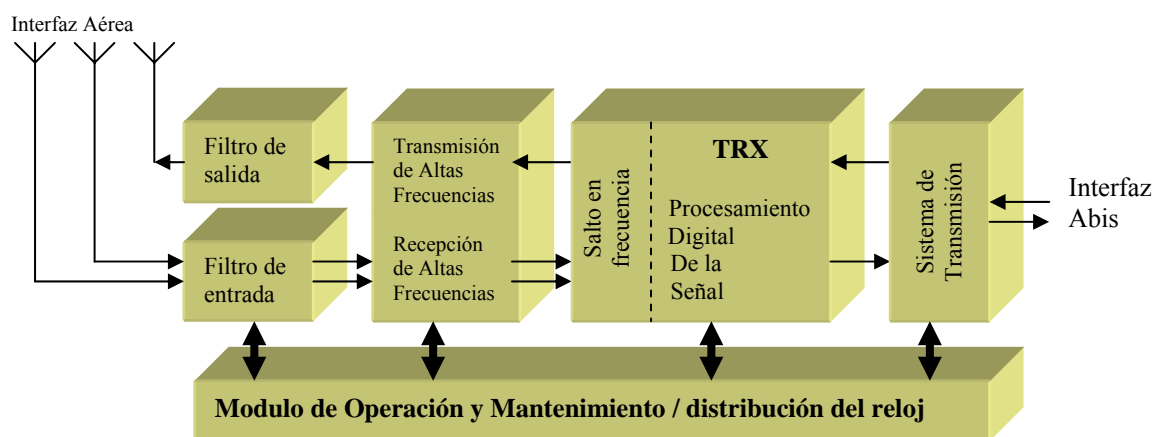 Interfaz Aérea
Filtro de
salida
Filtro de
entrada
Transmisión
de Altas
Frecuencias
Recepción
de Altas
Frecuencias
Salto en
frecuencia
TRX
Procesamiento
Digital
De la
Señal
Sistema de
Transmisión
Interfaz
Abis
Modulo de Operación y Mantenimiento / distribución del reloj